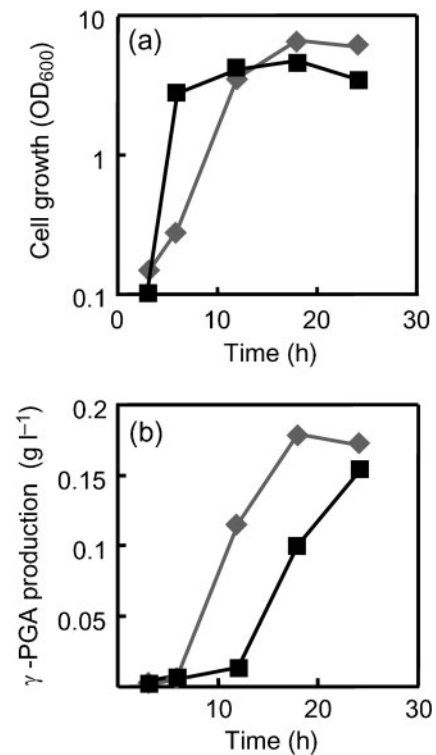 (a)
Cell growth (OD₆₀₀)
10
1
0.1
0 10 20 30
Time (h)
(b)
γ-PGA production (g l⁻¹)
0.2
0.15
0.1
0.05
0 10 20 30
Time (h)